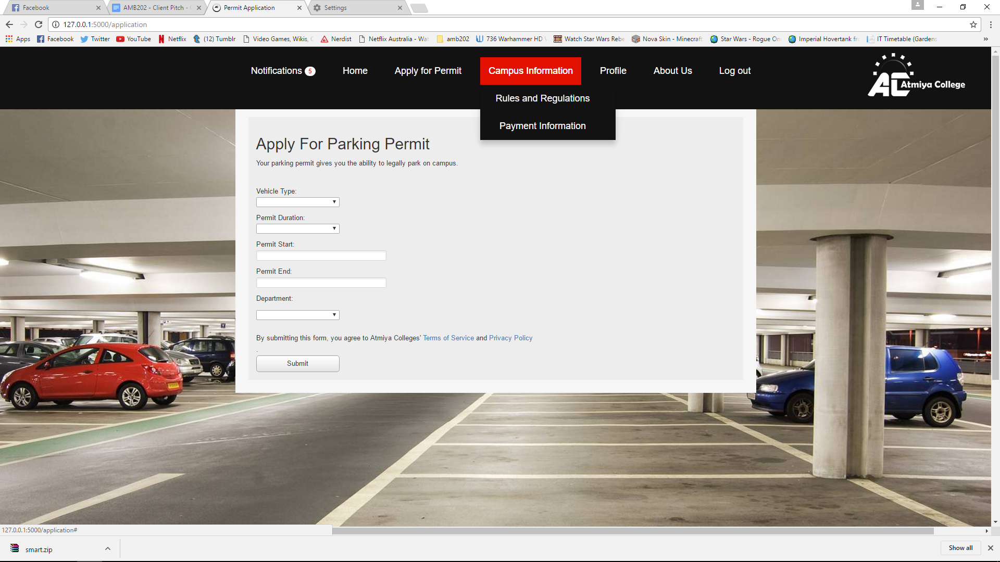 Facebook
AMB202 - Client Pitch -
Permit Application
Settings
127.0.0.1:5000/application
Apps
Facebook
Twitter
YouTube
Netflix
(12) Tumblr
Video Games, Wikis,
Nerdist
Netflix Australia - Wat
amb202
736 Warhammer HD
Watch Star Wars Rebe
Nova Skin - Minecraft
Star Wars - Rogue On
Imperial Hovertank fr
IT Timetable (Gardens
»
Notifications 5
Home
Apply for Permit
Campus Information
Profile
About Us
Log out
AC Atmiya College
Rules and Regulations
Payment Information
Apply For Parking Permit
Your parking permit gives you the ability to legally park on campus.
Vehicle Type:
Permit Duration:
Permit Start:
Permit End:
Department:
By submitting this form, you agree to Atmiya Colleges' Terms of Service and Privacy Policy
.
Submit
127.0.0.1:5000/application#
smart.zip
Show all